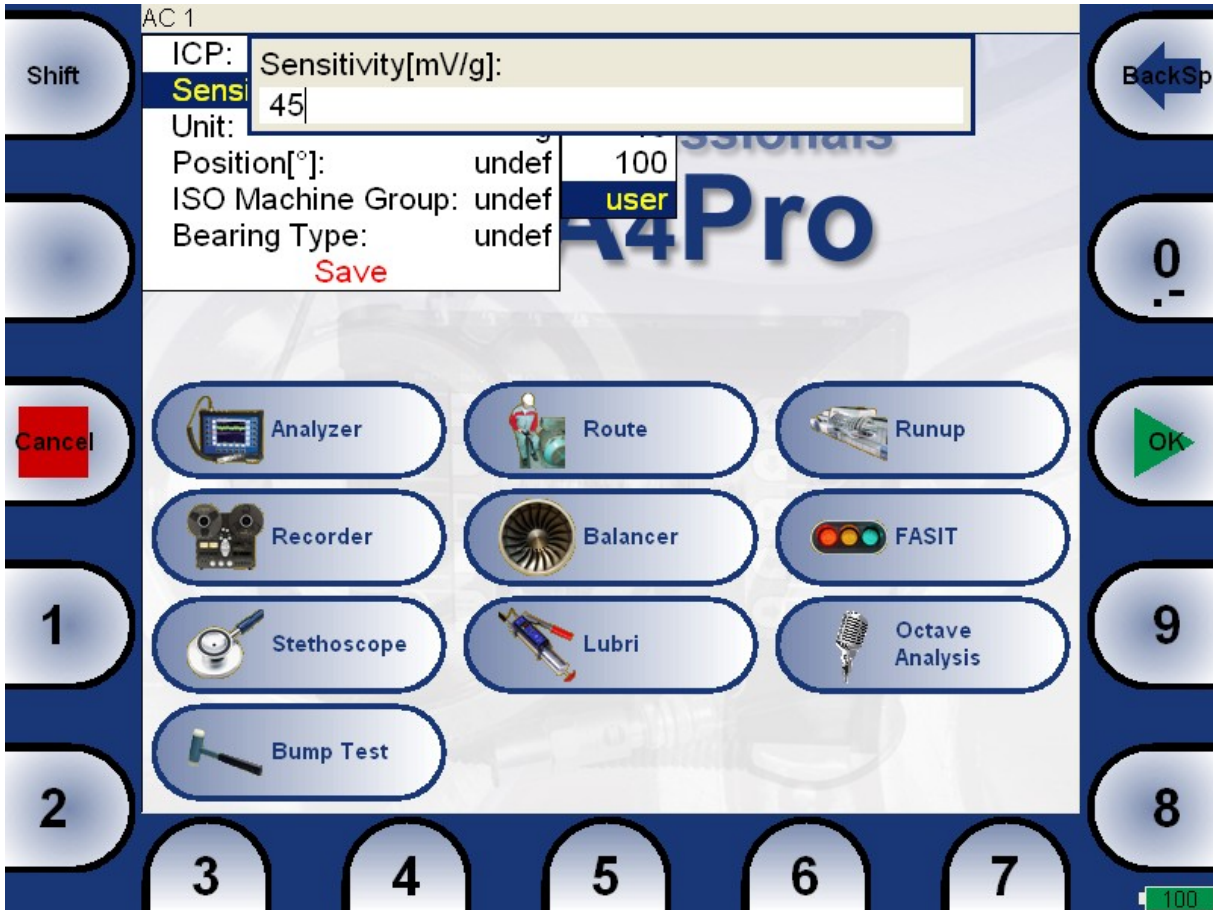 AC 1
ICP:
Sensitivity[mV/g]:
Sensi
45
Unit:
Position[°]: undef
100
ISO Machine Group: undef
user
Bearing Type: undef
Save
ssionals
A4Pro
Shift
BackSp
0
.-
Cancel
OK
1
9
2
8
3
4
5
6
7
Analyzer
Route
Runup
Recorder
Balancer
FASIT
Stethoscope
Lubri
Octave
Analysis
Bump Test
100